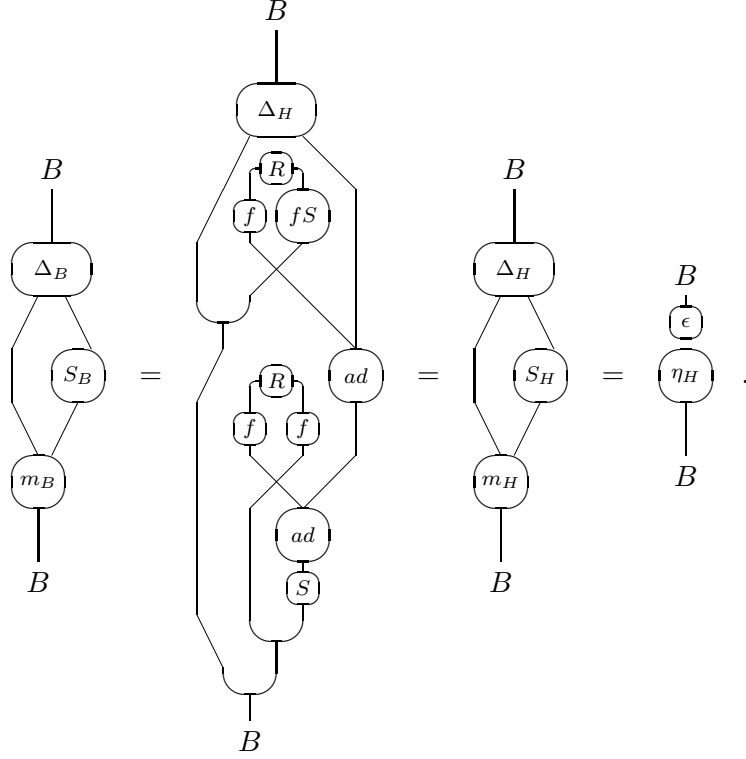 B
Δ_H
R
f
fS
B
Δ_B
S_B
m_B
B
=
ad
R
f
f
ad
S
B
=
B
Δ_H
S_H
m_H
B
=
B
ϵ
η_H
B
.